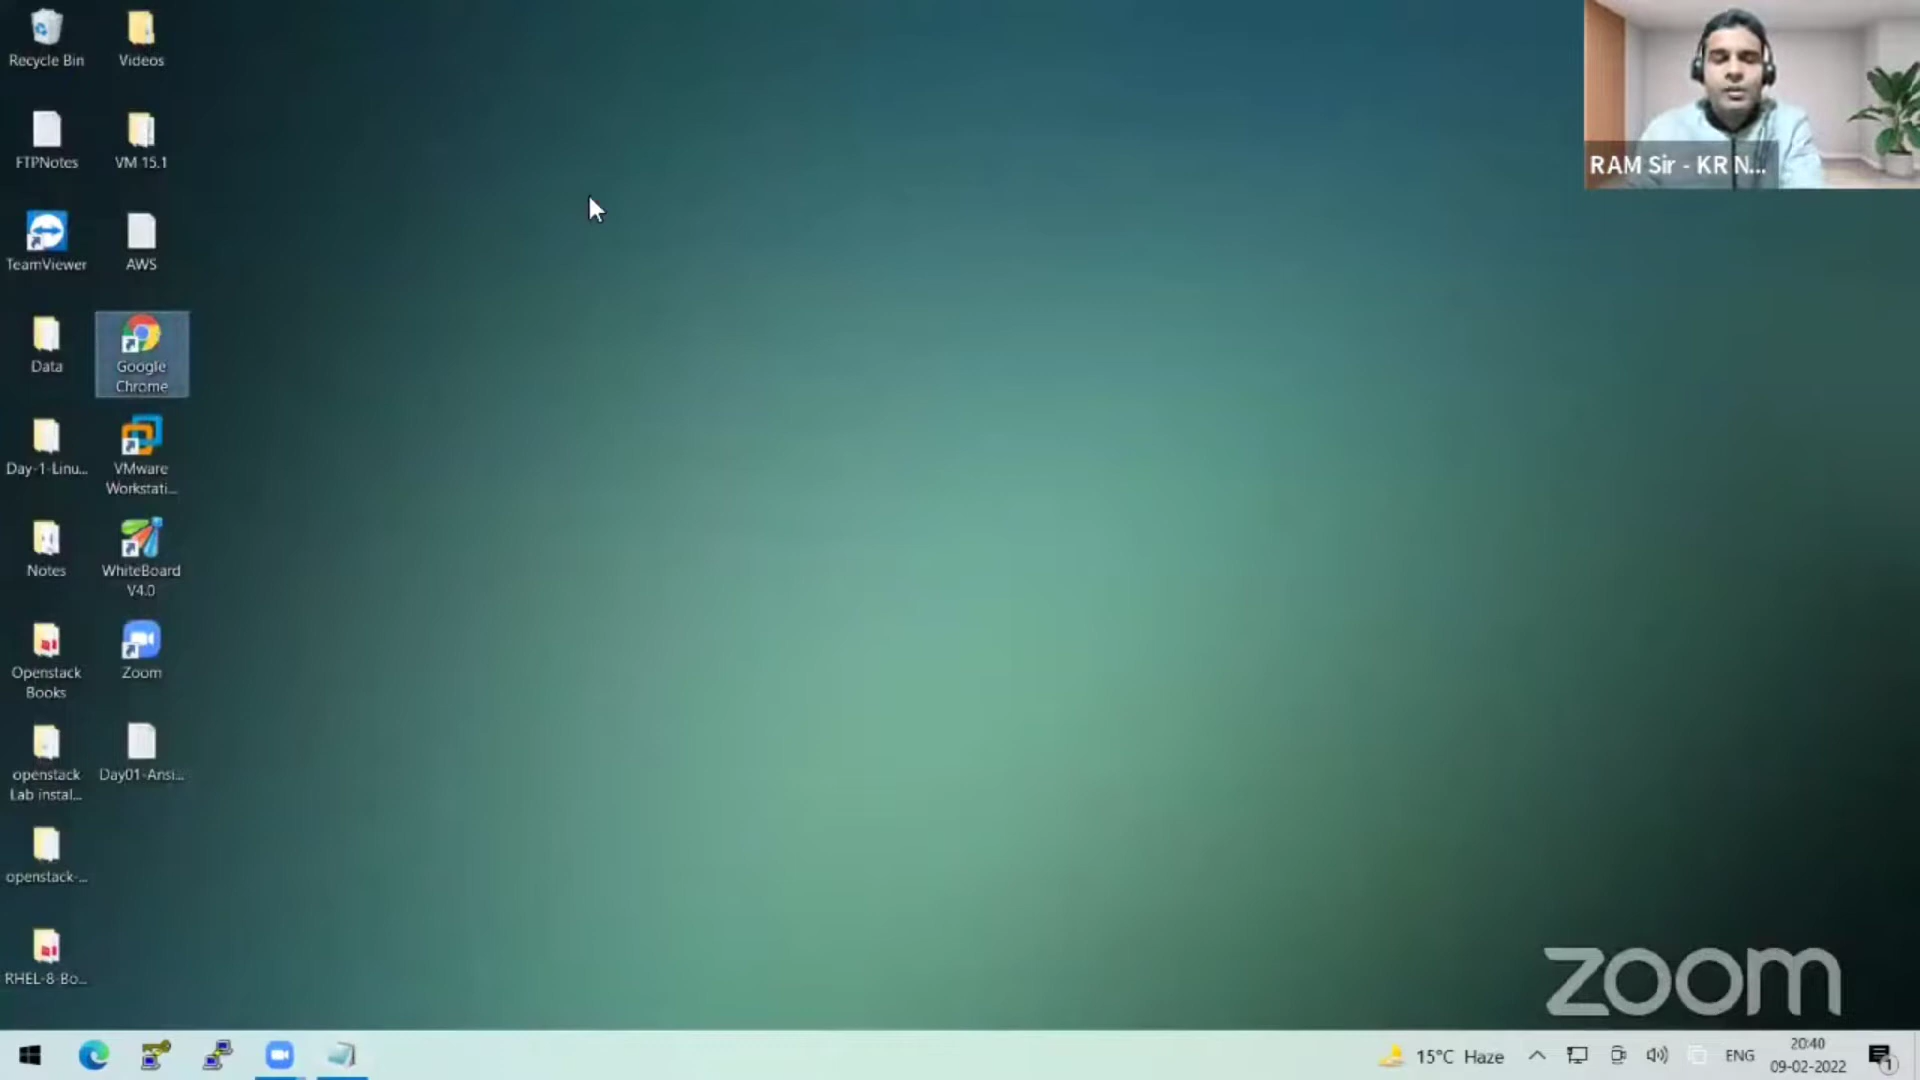 Recycle Bin
Videos
FTPNotes
VM 15.1
TeamViewer
AWS
Data
Google
Chrome
Day-1-Linu...
VMware
Workstati...
Notes
WhiteBoard
V4.0
Openstack
Books
Zoom
openstack
Lab instal...
Day01-Ansi...
openstack-...
RHEL-8-Bo...
RAM Sir - KR N...
zoom
15°C Haze
ENG
20:40
09-02-2022
1